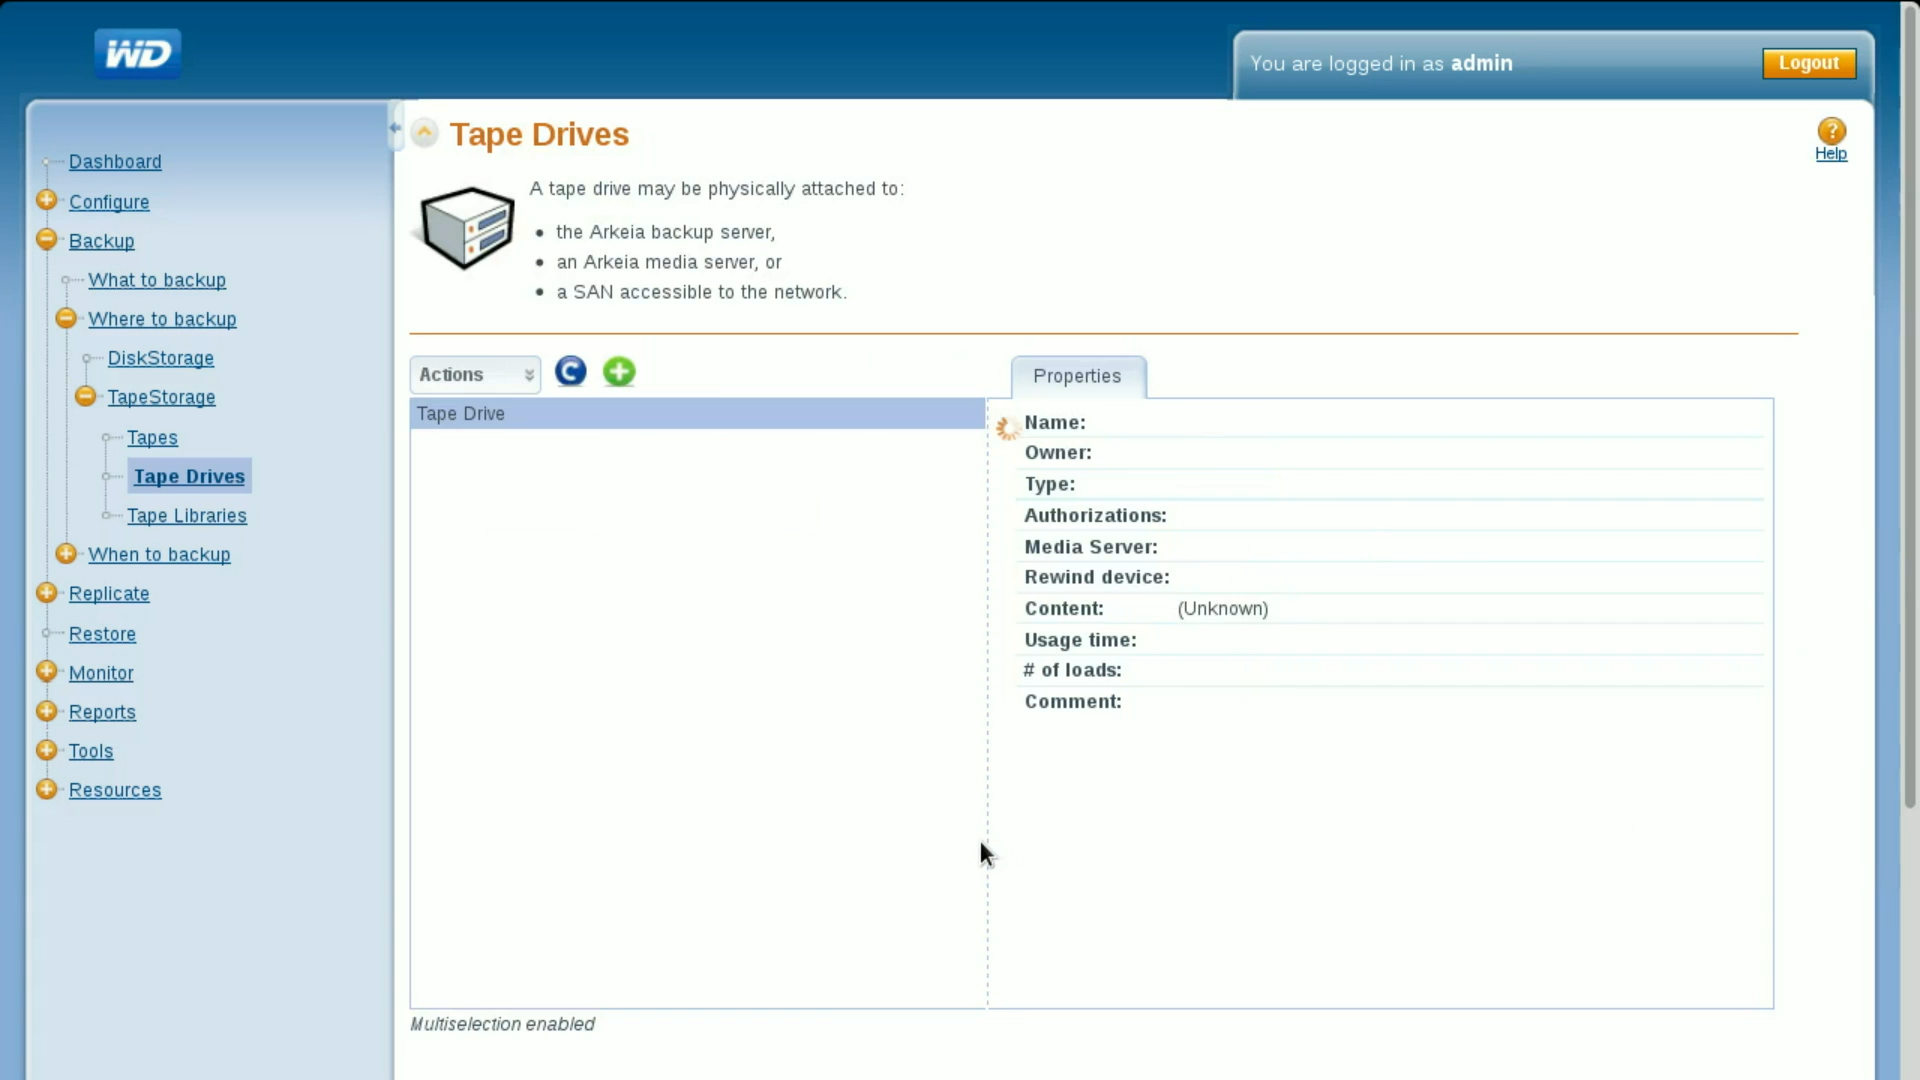 WD
You are logged in as admin
Logout
Tape Drives
Help
A tape drive may be physically attached to:
• the Arkeia backup server,
• an Arkeia media server, or
• a SAN accessible to the network.
Dashboard
Configure
Backup
What to backup
Where to backup
DiskStorage
TapeStorage
Tapes
Tape Drives
Tape Libraries
When to backup
Replicate
Restore
Monitor
Reports
Tools
Resources
Actions
Tape Drive
Multiselection enabled
Properties
Name:
Owner:
Type:
Authorizations:
Media Server:
Rewind device:
Content: (Unknown)
Usage time:
# of loads:
Comment: